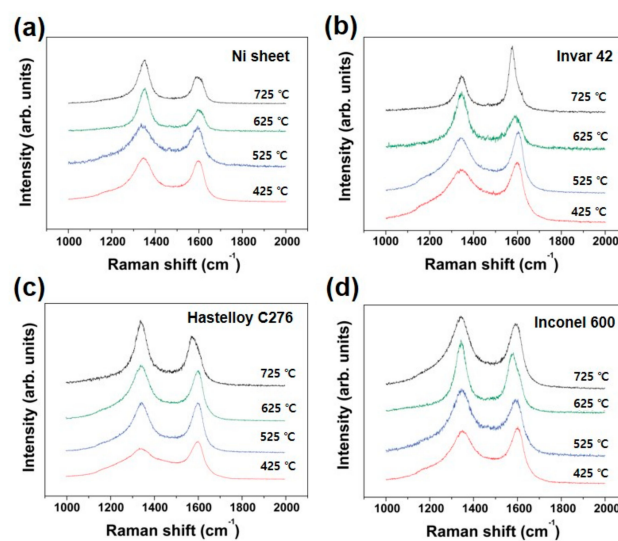 (a)
Ni sheet
725 °C
625 °C
525 °C
425 °C
Intensity (arb. units)
1000 1200 1400 1600 1800 2000
Raman shift (cm-1)
(b)
Invar 42
725 °C
625 °C
525 °C
425 °C
Intensity (arb. units)
1000 1200 1400 1600 1800 2000
Raman shift (cm-1)
(c)
Hastelloy C276
725 °C
625 °C
525 °C
425 °C
Intensity (arb. units)
1000 1200 1400 1600 1800 2000
Raman shift (cm-1)
(d)
Inconel 600
725 °C
625 °C
525 °C
425 °C
Intensity (arb. units)
1000 1200 1400 1600 1800 2000
Raman shift (cm-1)